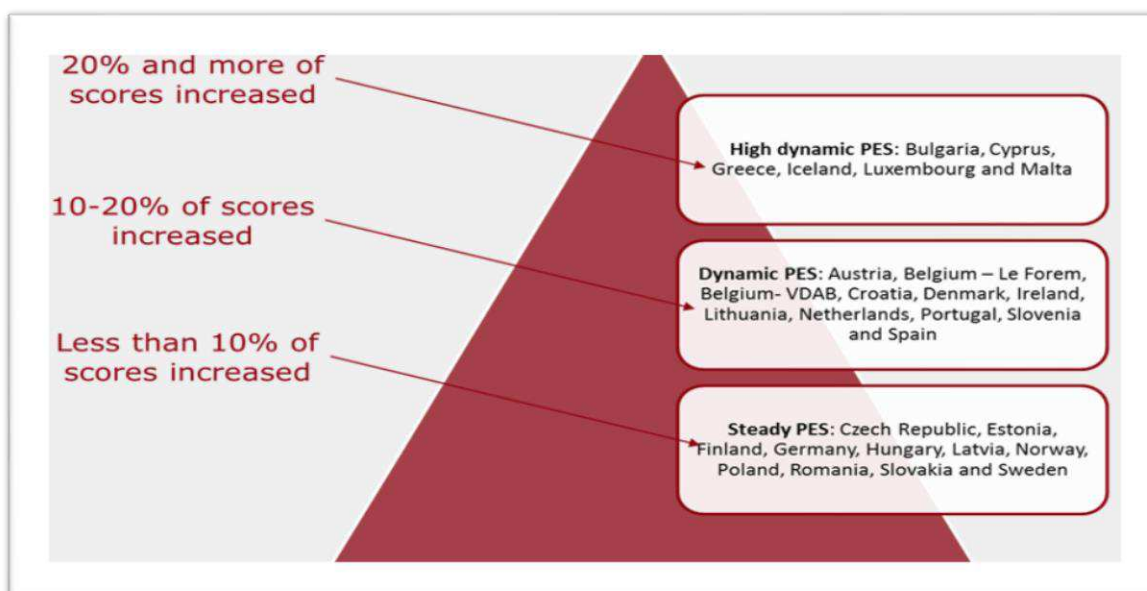 20% and more of
scores increased
High dynamic PES: Bulgaria, Cyprus,
Greece, Iceland, Luxembourg and Malta
10-20% of scores
increased
Dynamic PES: Austria, Belgium – Le Forem,
Belgium- VDAB, Croatia, Denmark, Ireland,
Lithuania, Netherlands, Portugal, Slovenia
and Spain
Less than 10% of
scores increased
Steady PES: Czech Republic, Estonia,
Finland, Germany, Hungary, Latvia, Norway,
Poland, Romania, Slovakia and Sweden